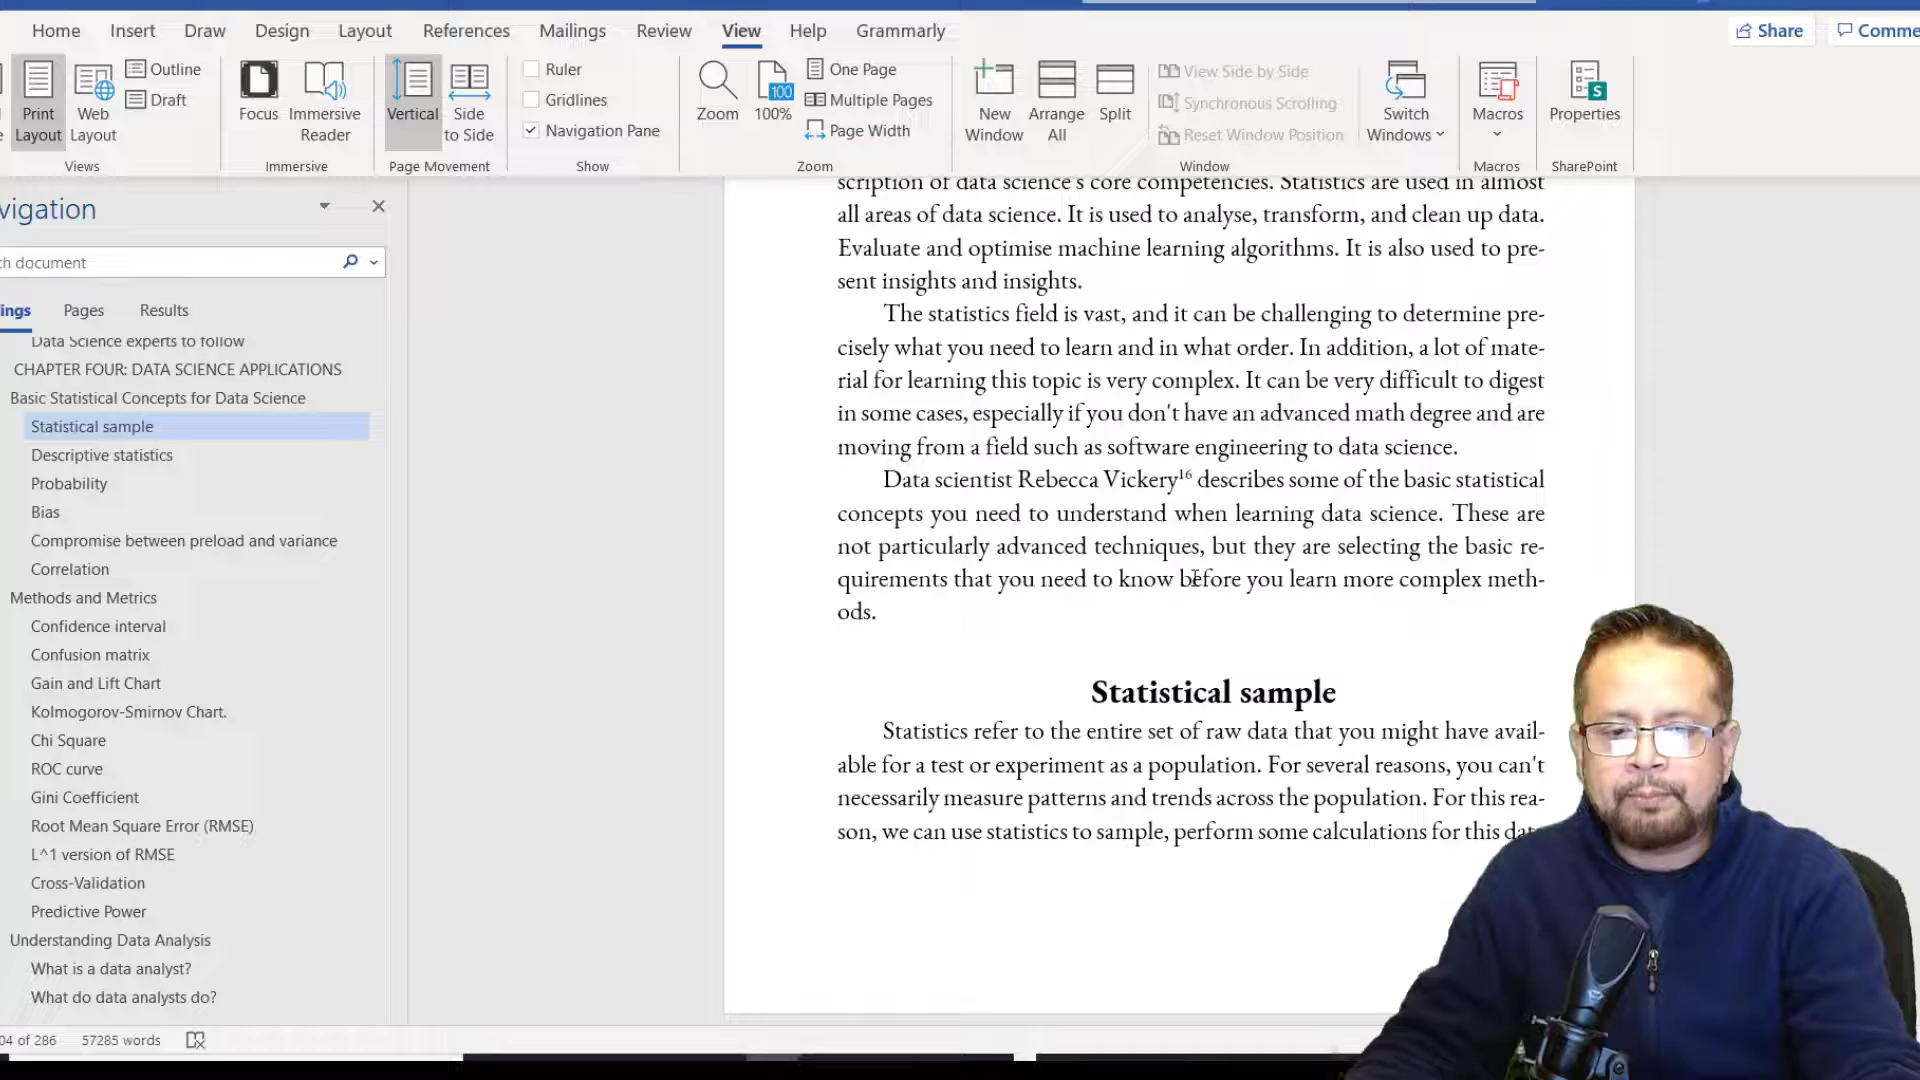 Home Insert Draw Design Layout References Mailings Review View Help Grammarly
Share Comme
Print Layout
Web Layout
Outline
Draft
Views
Focus
Immersive Reader
Immersive
Vertical
Side to Side
Page Movement
Ruler
Gridlines
Navigation Pane
Show
Zoom
100
100%
One Page
Multiple Pages
Page Width
Zoom
New Window
Arrange All
Split
View Side by Side
Synchronous Scrolling
Reset Window Position
Switch Windows
Window
Macros
Macros
S
Properties
SharePoint
vigation
ch document
ings Pages Results
Data Science experts to follow
CHAPTER FOUR: DATA SCIENCE APPLICATIONS
Basic Statistical Concepts for Data Science
Statistical sample
Descriptive statistics
Probability
Bias
Compromise between preload and variance
Correlation
Methods and Metrics
Confidence interval
Confusion matrix
Gain and Lift Chart
Kolmogorov-Smirnov Chart.
Chi Square
ROC curve
Gini Coefficient
Root Mean Square Error (RMSE)
L^1 version of RMSE
Cross-Validation
Predictive Power
Understanding Data Analysis
What is a data analyst?
What do data analysts do?
04 of 286 57285 words
scription of data science's core competencies. Statistics are used in almost
all areas of data science. It is used to analyse, transform, and clean up data.
Evaluate and optimise machine learning algorithms. It is also used to pre-
sent insights and insights.
The statistics field is vast, and it can be challenging to determine pre-
cisely what you need to learn and in what order. In addition, a lot of mate-
rial for learning this topic is very complex. It can be very difficult to digest
in some cases, especially if you don't have an advanced math degree and are
moving from a field such as software engineering to data science.
Data scientist Rebecca Vickery16 describes some of the basic statistical
concepts you need to understand when learning data science. These are
not particularly advanced techniques, but they are selecting the basic re-
quirements that you need to know before you learn more complex meth-
ods.
Statistical sample
Statistics refer to the entire set of raw data that you might have avail-
able for a test or experiment as a population. For several reasons, you can't
necessarily measure patterns and trends across the population. For this rea-
son, we can use statistics to sample, perform some calculations for this dat